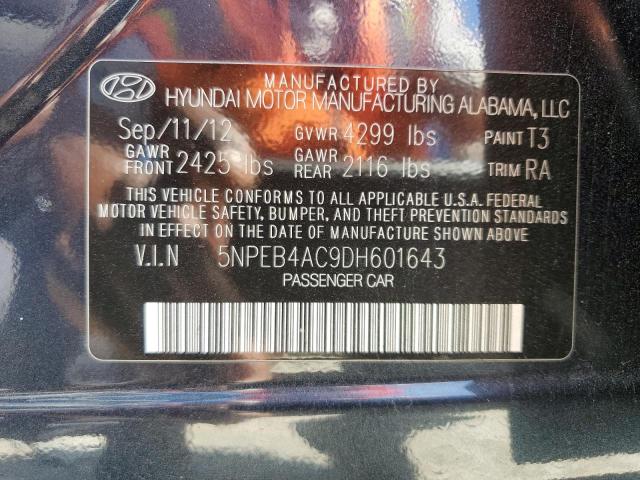 MANUFACTURED BY
HYUNDAI MOTOR MANUFACTURING ALABAMA, LLC
Sep/11/12 GVWR 4299 lbs PAINT T3
GAWR FRONT 2425 lbs GAWR REAR 2116 lbs TRIM RA
THIS VEHICLE CONFORMS TO ALL APPLICABLE U.S.A. FEDERAL
MOTOR VEHICLE SAFETY, BUMPER, AND THEFT PREVENTION STANDARDS
IN EFFECT ON THE DATE OF MANUFACTURE SHOWN ABOVE.
V.I.N 5NPEB4AC9DH601643
PASSENGER CAR